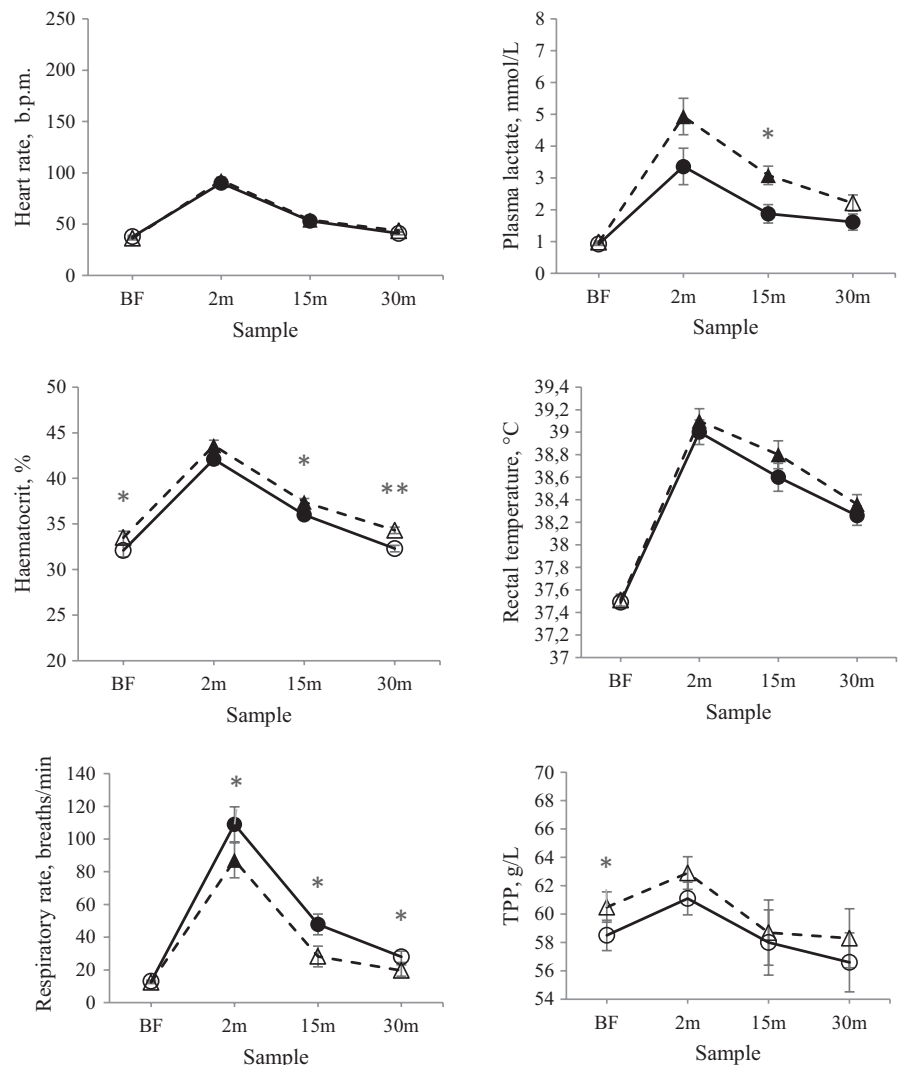 Heart rate, b.p.m.
250
200
150
100
50
0
BF 2m 15m 30m
Sample
Plasma lactate, mmol/L
8
7
6
5
4
3
2
1
0
*
BF 2m 15m 30m
Sample
Haematocrit, %
50
45
40
35
30
25
20
* * **
BF 2m 15m 30m
Sample
Rectal temperature, °C
39,4
39,2
39
38,8
38,6
38,4
38,2
38
37,8
37,6
37,4
37,2
37
BF 2m 15m 30m
Sample
Respiratory rate, breaths/min
140
120
100
80
60
40
20
0
* * *
BF 2m 15m 30m
Sample
TPP, g/L
70
68
66
64
62
60
58
56
54
*
BF 2m 15m 30m
Sample